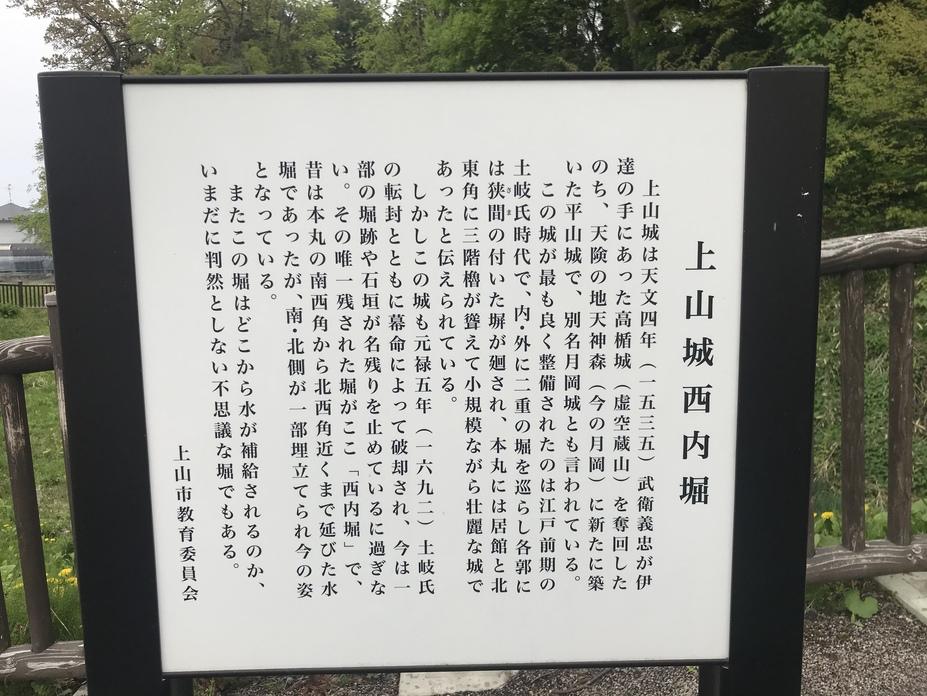 上山城西内堀
上山城は天文四年（一五三五）武衛義忠が伊
達の手にあった高楯城（虚空蔵山）を奪回した
のち、天険の地天神森（今の月岡）に新たに築
いた平山城で、別名月岡城とも言われている。
この城が最も良く整備されたのは江戸前期の
土岐氏時代で、内・外に二重の堀を巡らし各郭に
は狭間の付いた塀が廻され、本丸には居館と北
さま
東角に三階櫓が聳えて小規模ながら壮麗な城で
あったと伝えられている。
しかしこの城も元禄五年（一六九二）土岐氏
の転封とともに幕命によって破却され、今は一
部の堀跡や石垣が名残りを止めているに過ぎな
い。その唯一残された堀がここ「西内堀」で、
昔は本丸の南西角から北西角近くまで延びた水
堀であったが、南・北側が一部埋立てられ今の姿
となっている。
またこの堀はどこから水が補給されるのか、
いまだに判然としない不思議な堀でもある。
上山市教育委員会